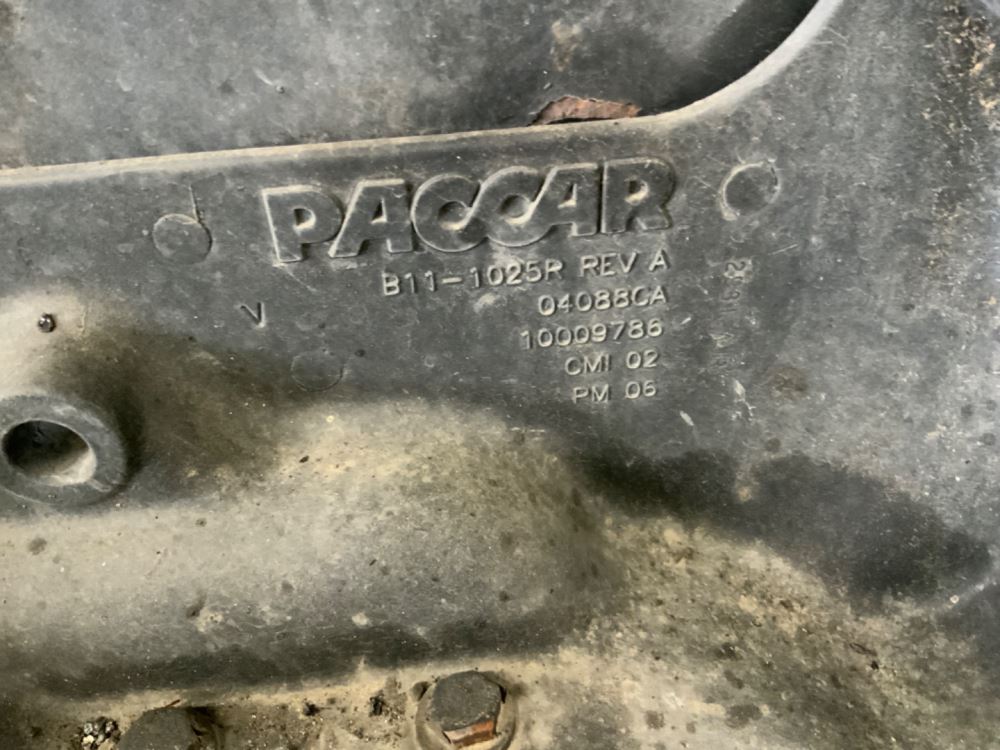 PACCAR
B11-1025R REV A
04088CA
10009786
CMI 02
PM 06
V